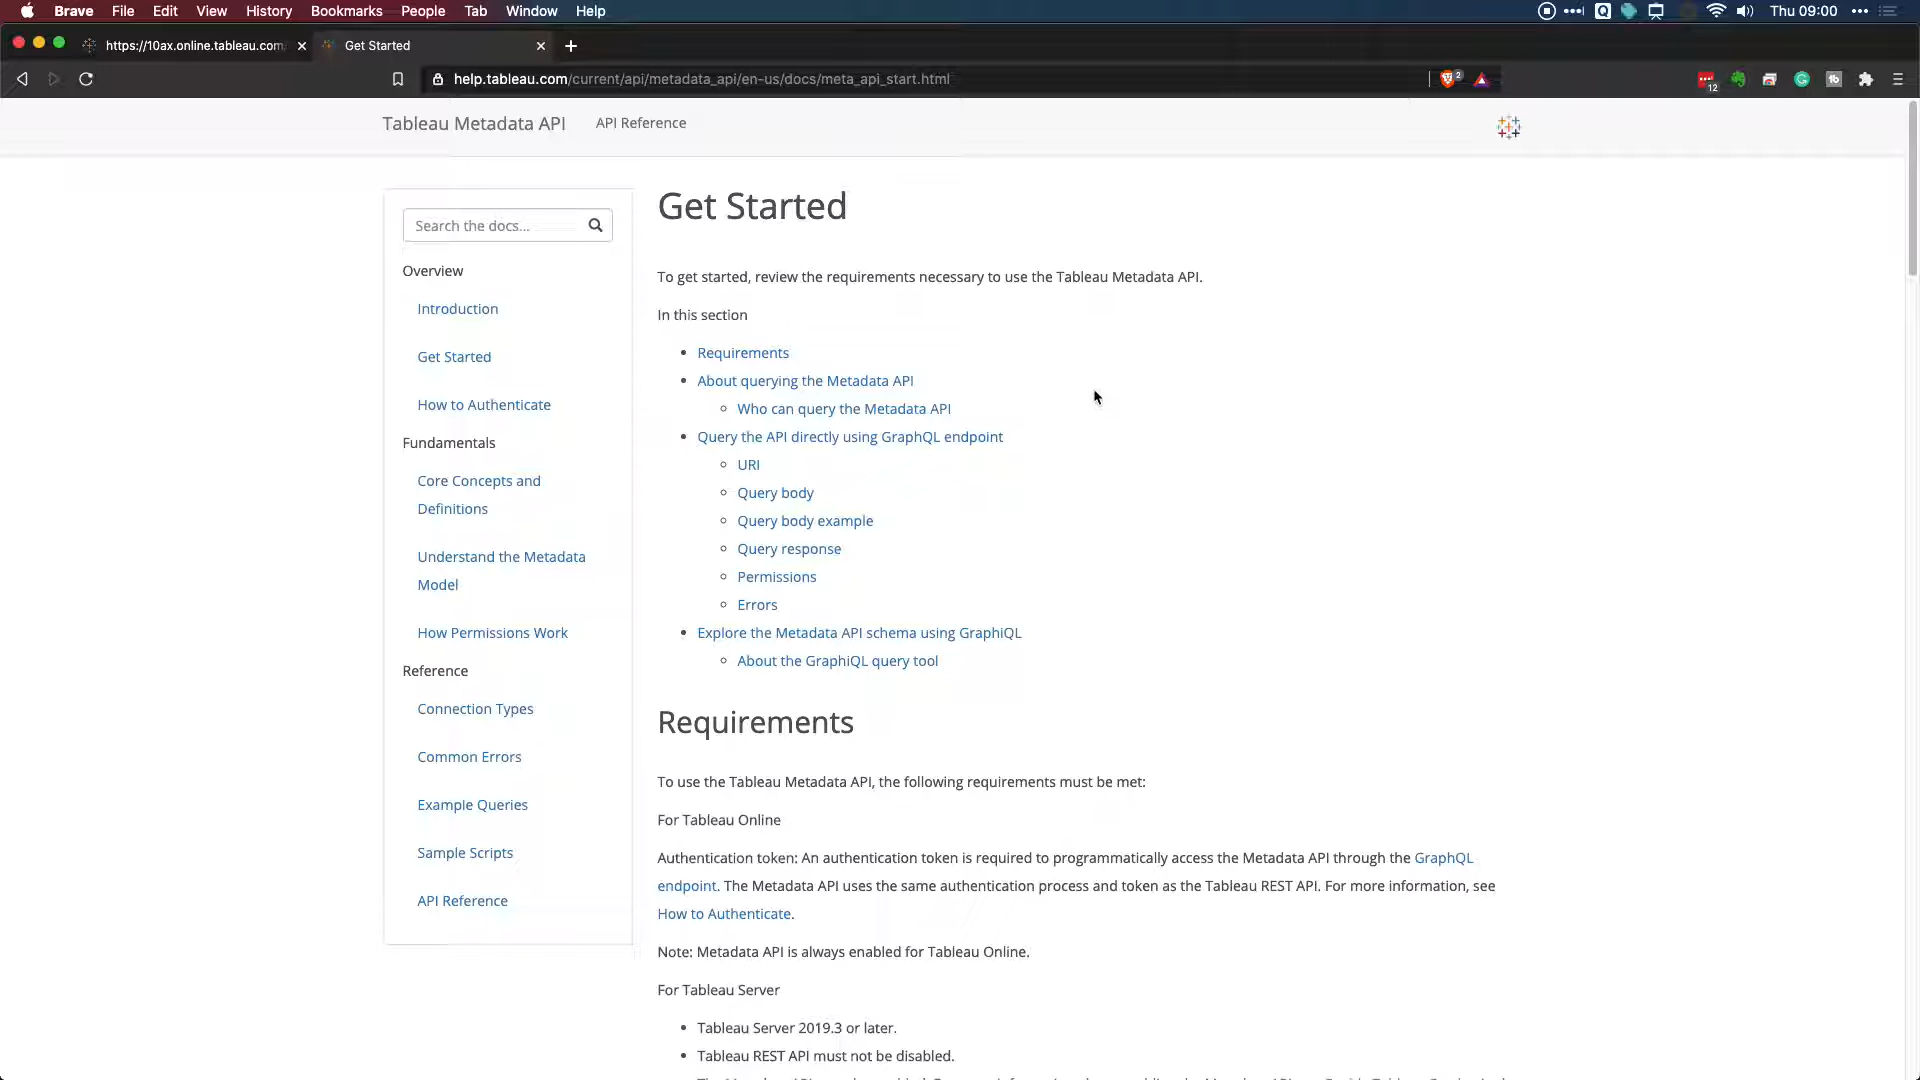 Brave File Edit View History Bookmarks People Tab Window Help Thu 09:00
https://10ax.online.tableau.com Get Started
help.tableau.com/current/api/metadata_api/en-us/docs/meta_api_start.html 2 12
Tableau Metadata API API Reference
Search the docs...
Overview
Introduction
Get Started
How to Authenticate
Fundamentals
Core Concepts and
Definitions
Understand the Metadata
Model
How Permissions Work
Reference
Connection Types
Common Errors
Example Queries
Sample Scripts
API Reference
Get Started
To get started, review the requirements necessary to use the Tableau Metadata API.
In this section
Requirements
About querying the Metadata API
Who can query the Metadata API
Query the API directly using GraphQL endpoint
URI
Query body
Query body example
Query response
Permissions
Errors
Explore the Metadata API schema using GraphiQL
About the GraphiQL query tool
Requirements
To use the Tableau Metadata API, the following requirements must be met:
For Tableau Online
Authentication token: An authentication token is required to programmatically access the Metadata API through the GraphQL
endpoint. The Metadata API uses the same authentication process and token as the Tableau REST API. For more information, see
How to Authenticate.
Note: Metadata API is always enabled for Tableau Online.
For Tableau Server
Tableau Server 2019.3 or later.
Tableau REST API must not be disabled.